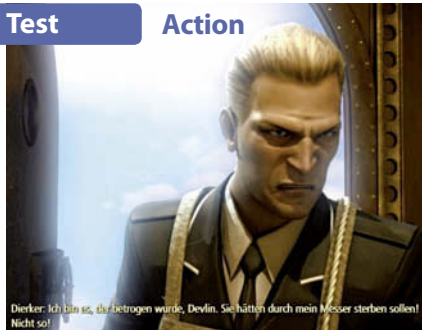 Test Action
Dierker: Ich bin es, der betrogen wurde, Devlin. Sie hätten durch mein Messer sterben sollen!
Nicht so!